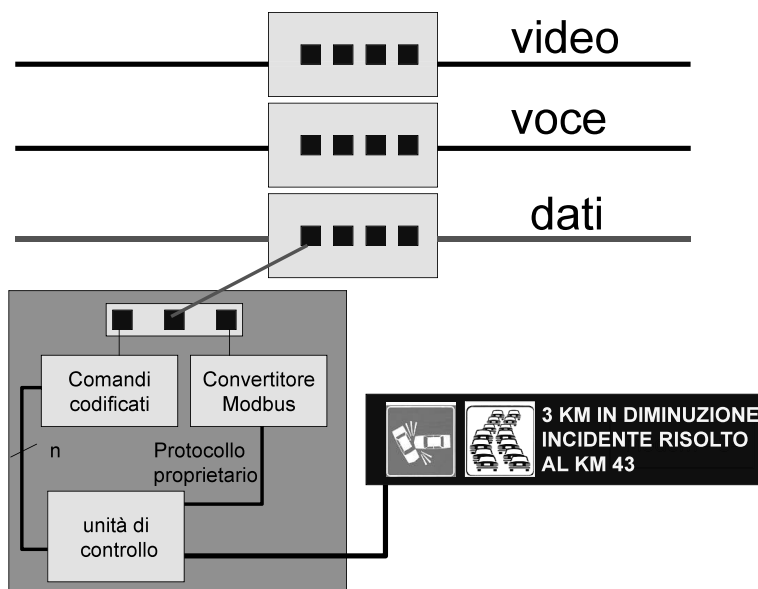 video
voce
dati
Comandi
codificati
Convertitore
Modbus
n
Protocollo
proprietario
unità di
controllo
3 KM IN DIMINUZIONE
INCIDENTE RISOLTO
AL KM 43